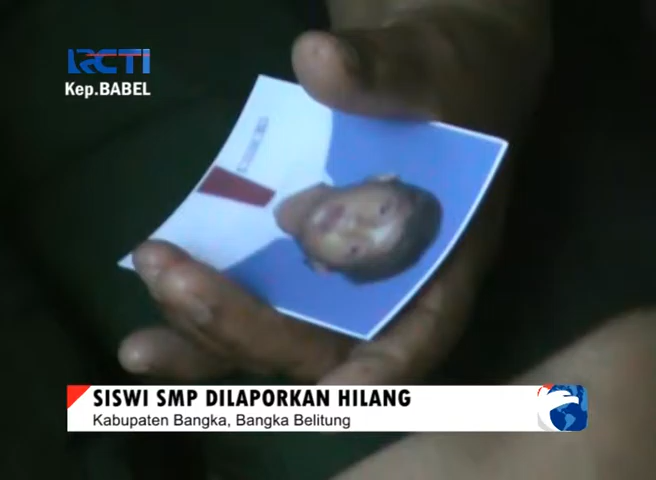 RCTI
Kep.BABEL
SISWI SMP DILAPORKAN HILANG
Kabupaten Bangka, Bangka Belitung